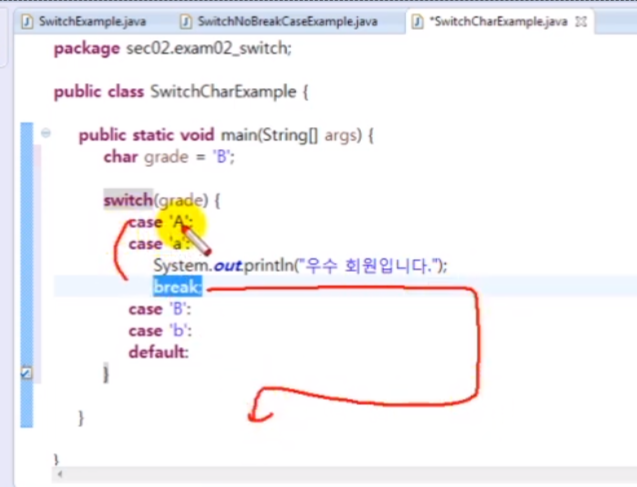 SwitchExample.java SwitchNoBreakCaseExample.java *SwitchCharExample.java
package sec02.exam02_switch;
public class SwitchCharExample {
public static void main(String[] args) {
char grade = 'B';
switch(grade) {
case 'A':
case 'a':
System.out.println("우수 회원입니다.");
break;
case 'B':
case 'b':
default:
}
}
}